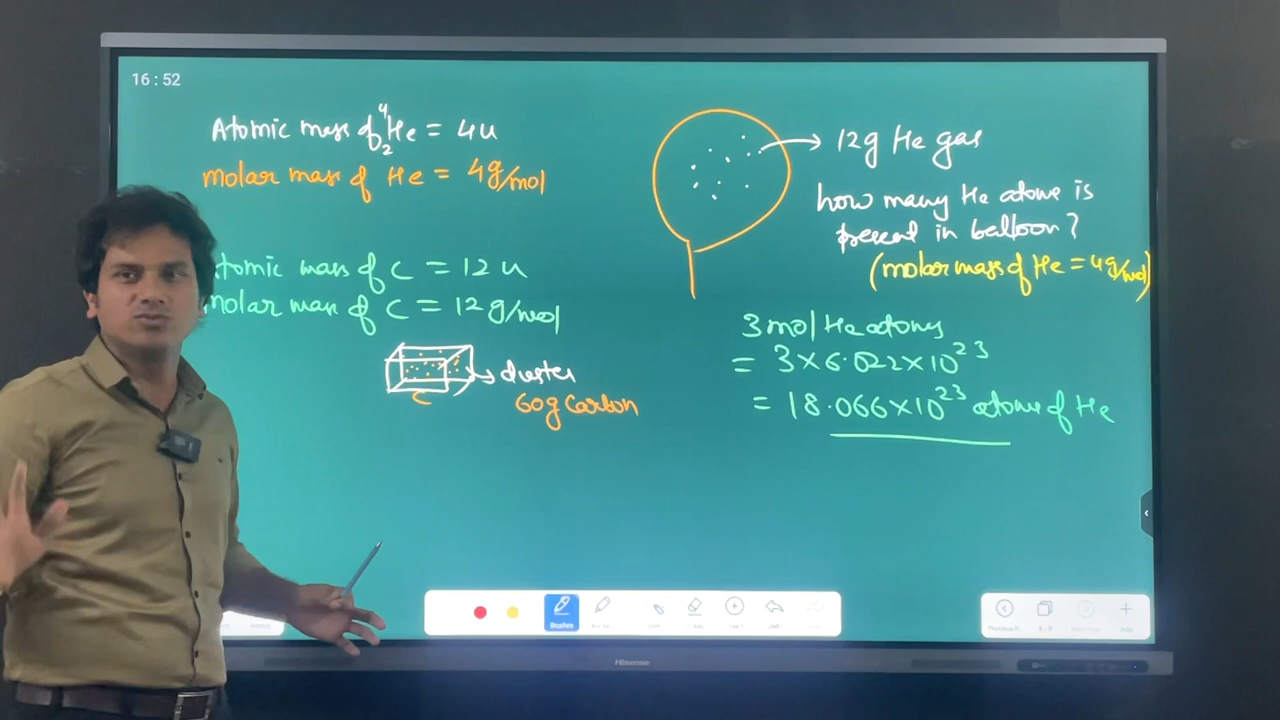 16:52
Atomic mass of ⁴₂He = 4u
molar mass of He = 4g/mol
tomic mass of C = 12 u
molar mass of C = 12 g/mol
duster
C
60g Carbon
12g He gas
how many He atoms is
present in balloon?
(molar mass of He = 4g/mol)
3 mol He atoms
= 3×6.022×10²³
= 18.066×10²³ atoms of He
Brushes
Hisense